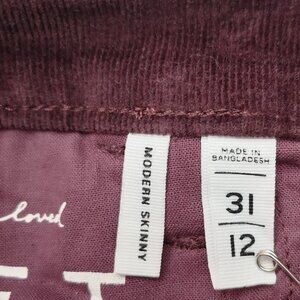 loved
MODERN SKINNY
MADE IN
BANGLADESH
31
12